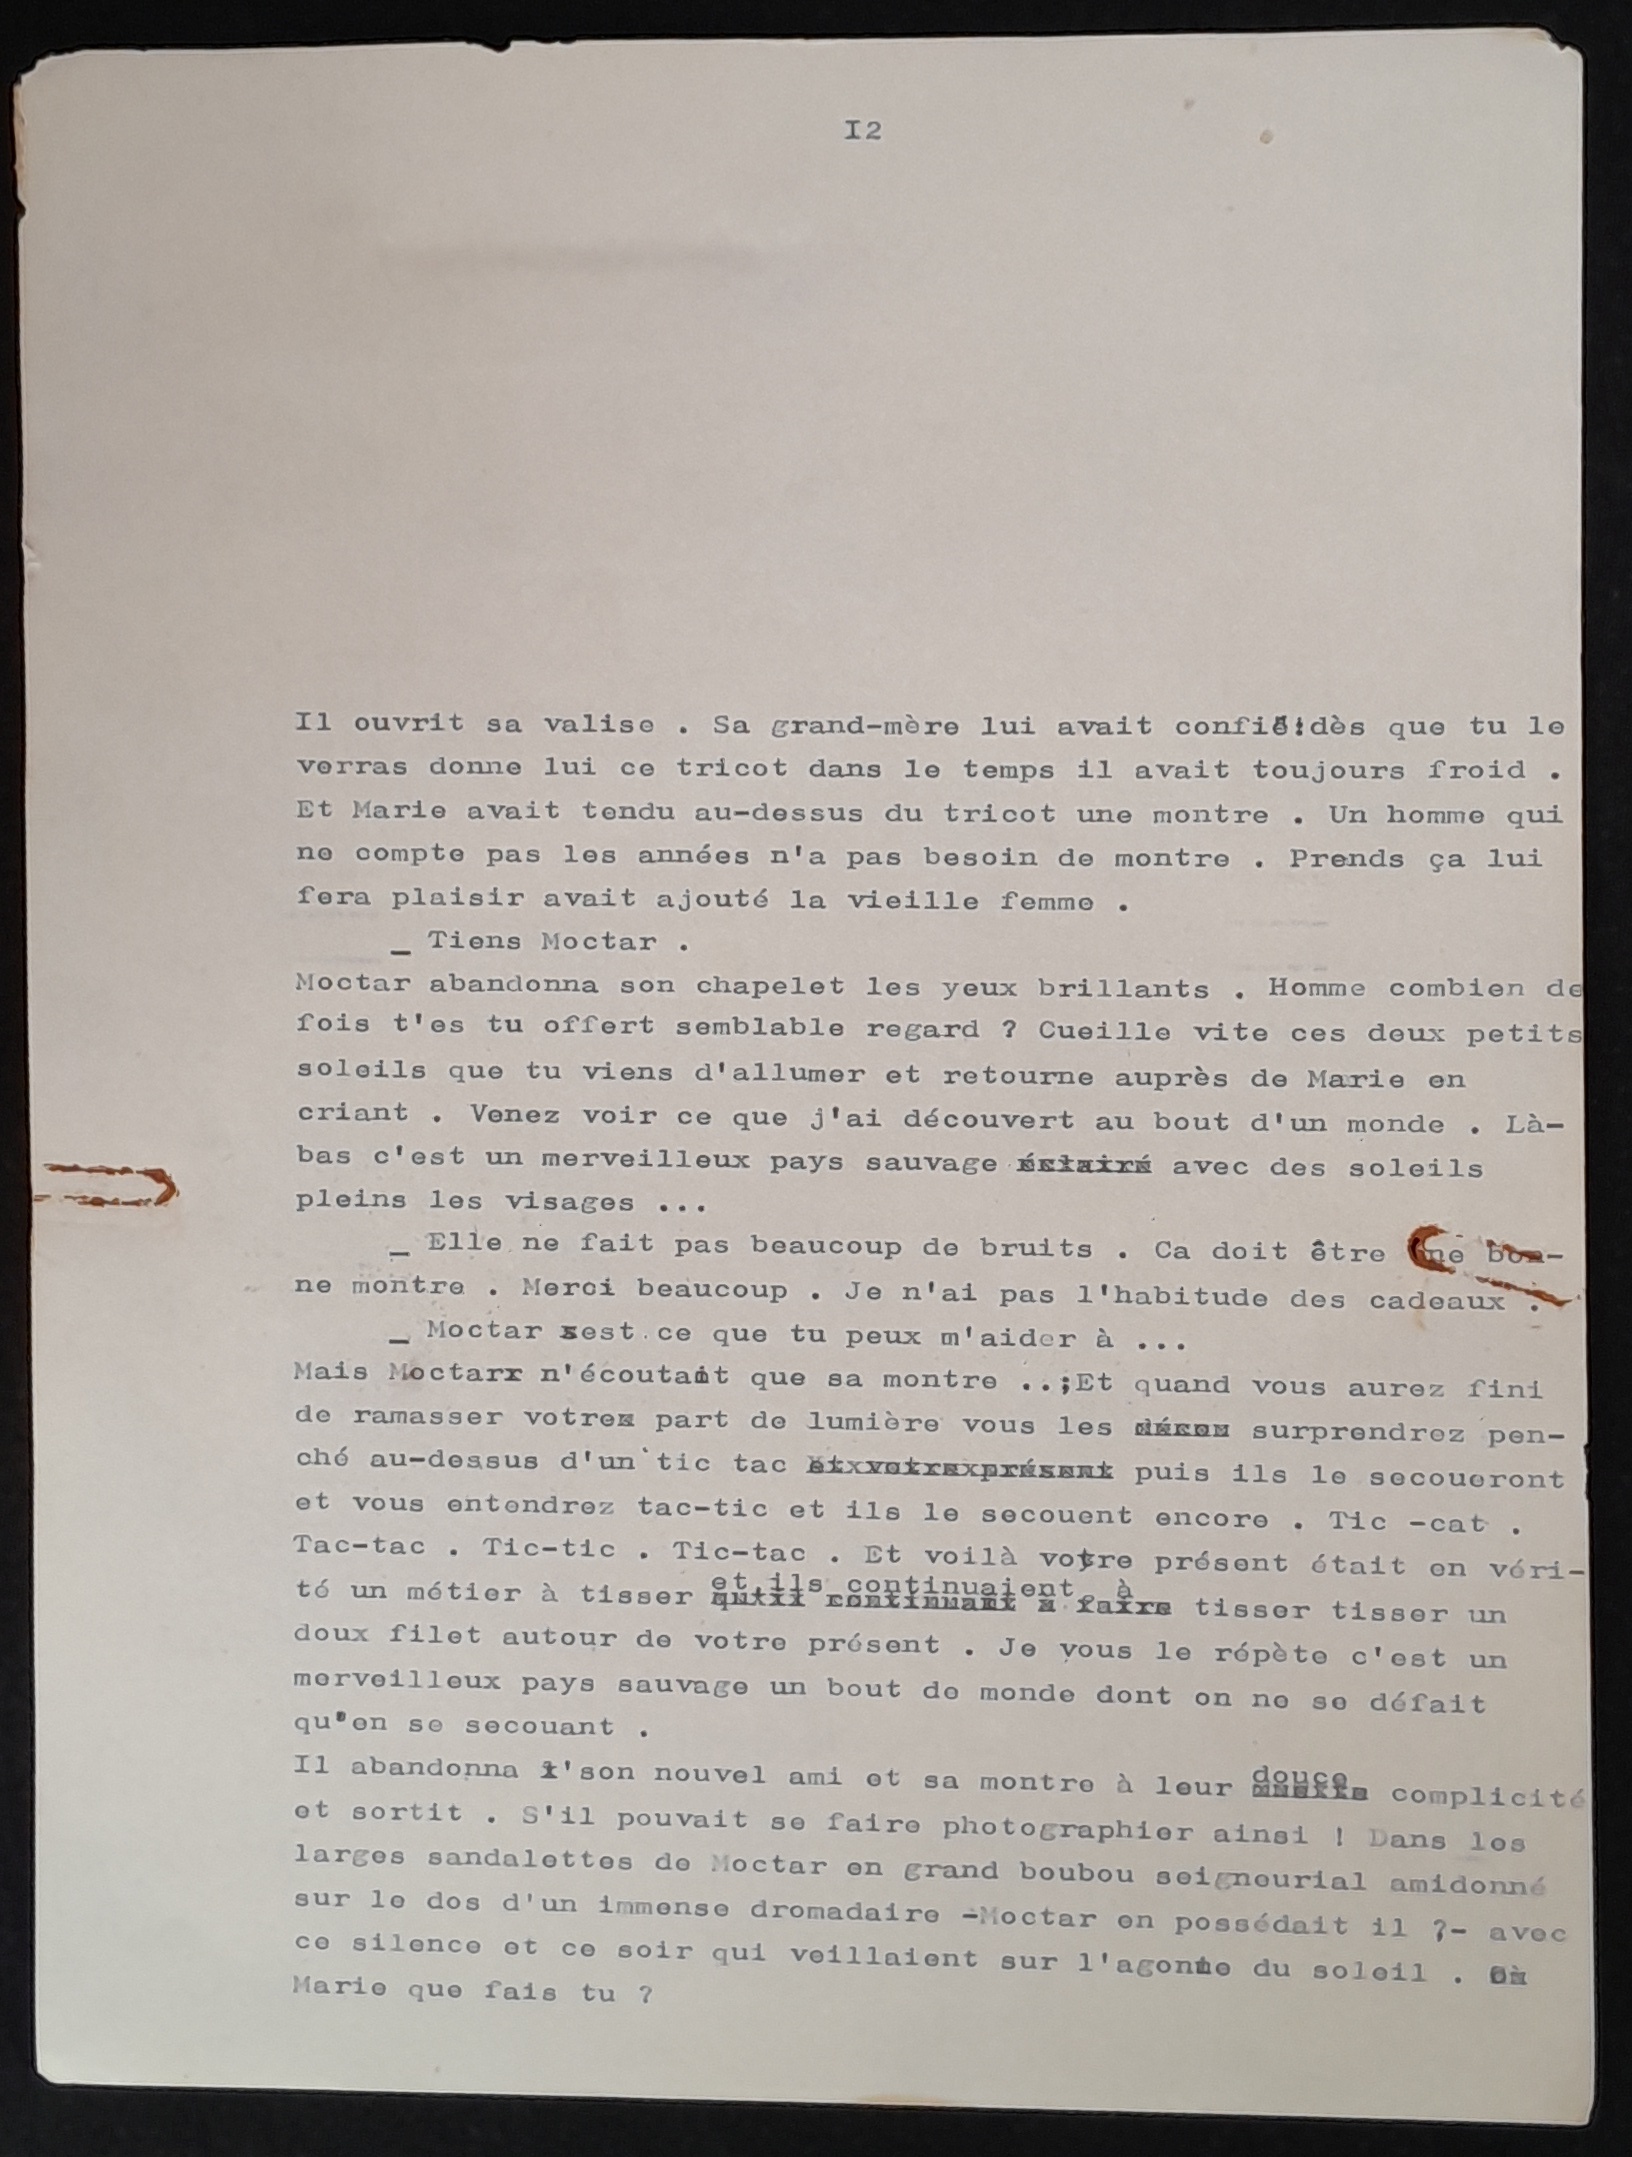 I2
Il ouvrit sa valise . Sa grand-mère lui avait confié:dès que tu le
verras donne lui ce tricot dans le temps il avait toujours froid .
Et Marie avait tendu au-dessus du tricot une montre . Un homme qui
ne compte pas les années n'a pas besoin de montre . Prends ça lui
fera plaisir avait ajouté la vieille femme .
_ Tiens Moctar .
Moctar abandonna son chapelet les yeux brillants . Homme combien de
fois t'es tu offert semblable regard ? Cueille vite ces deux petits
soleils que tu viens d'allumer et retourne auprès de Marie en
criant . Venez voir ce que j'ai découvert au bout d'un monde . Là-
bas c'est un merveilleux pays sauvage éclairé avec des soleils
pleins les visages ...
_ Elle ne fait pas beaucoup de bruits . Ca doit être une bon-
ne montre . Merci beaucoup . Je n'ai pas l'habitude des cadeaux .
_ Moctar est ce que tu peux m'aider à ...
Mais Moctar n'écoutait que sa montre ..;Et quand vous aurez fini
de ramasser votre part de lumière vous les décou surprendrez pen-
ché au-dessus d'un tic tac et votre présent puis ils le secoueront
et vous entendrez tac-tic et ils le secouent encore . Tic -cat .
Tac-tac . Tic-tic . Tic-tac . Et voilà votre présent était en véri-
et ils continuaient à
té un métier à tisser qu'il continuait à faire tisser tisser un
doux filet autour de votre présent . Je vous le répète c'est un
merveilleux pays sauvage un bout de monde dont on ne se défait
qu'en se secouant .
douce
Il abandonna 'son nouvel ami et sa montre à leur complicité
et sortit . S'il pouvait se faire photographier ainsi ! Dans les
larges sandalettes de Moctar en grand boubou seigneurial amidonné
sur le dos d'un immense dromadaire -Moctar en possédait il ?- avec
ce silence et ce soir qui veillaient sur l'agonie du soleil .
Marie que fais tu ?